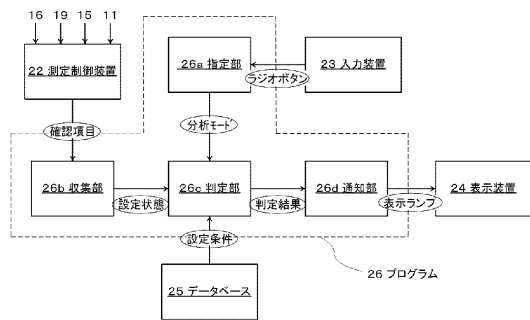 16 19 15 11
22 測定制御装置
26a 指定部
23 入力装置
ラジオボタン
確認項目
分析モード
26b 収集部
26c 判定部
26d 通知部
24 表示装置
設定状態
判定結果
表示ランプ
設定条件
26 プログラム
25 データベース